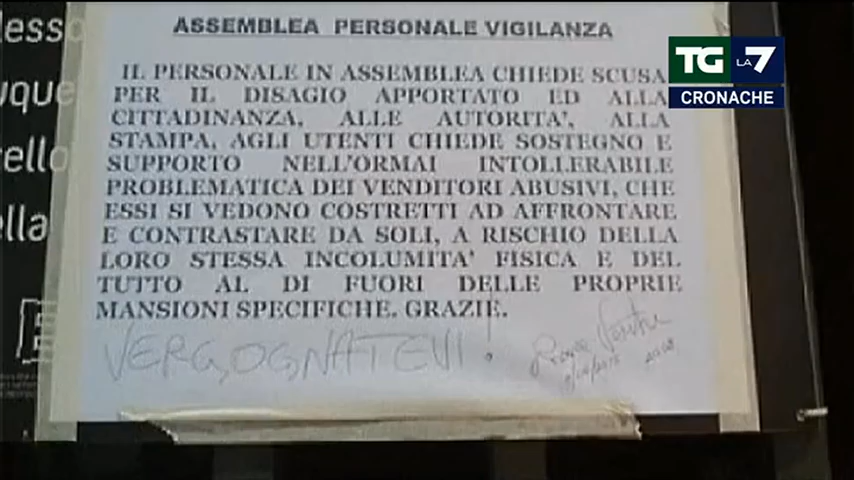 ASSEMBLEA PERSONALE VIGILANZA
IL PERSONALE IN ASSEMBLEA CHIEDE SCUSA
PER IL DISAGIO APPORTATO ED ALLA
CITTADINANZA, ALLE AUTORITA', ALLA
STAMPA, AGLI UTENTI CHIEDE SOSTEGNO E
SUPPORTO NELL'ORMAI INTOLLERABILE
PROBLEMATICA DEI VENDITORI ABUSIVI, CHE
ESSI SI VEDONO COSTRETTI AD AFFRONTARE
E CONTRASTARE DA SOLI, A RISCHIO DELLA
LORO STESSA INCOLUMITA' FISICA E DEL
TUTTO AL DI FUORI DELLE PROPRIE
MANSIONI SPECIFICHE. GRAZIE.
VERGOGNATEVI!
TG LA 7
CRONACHE